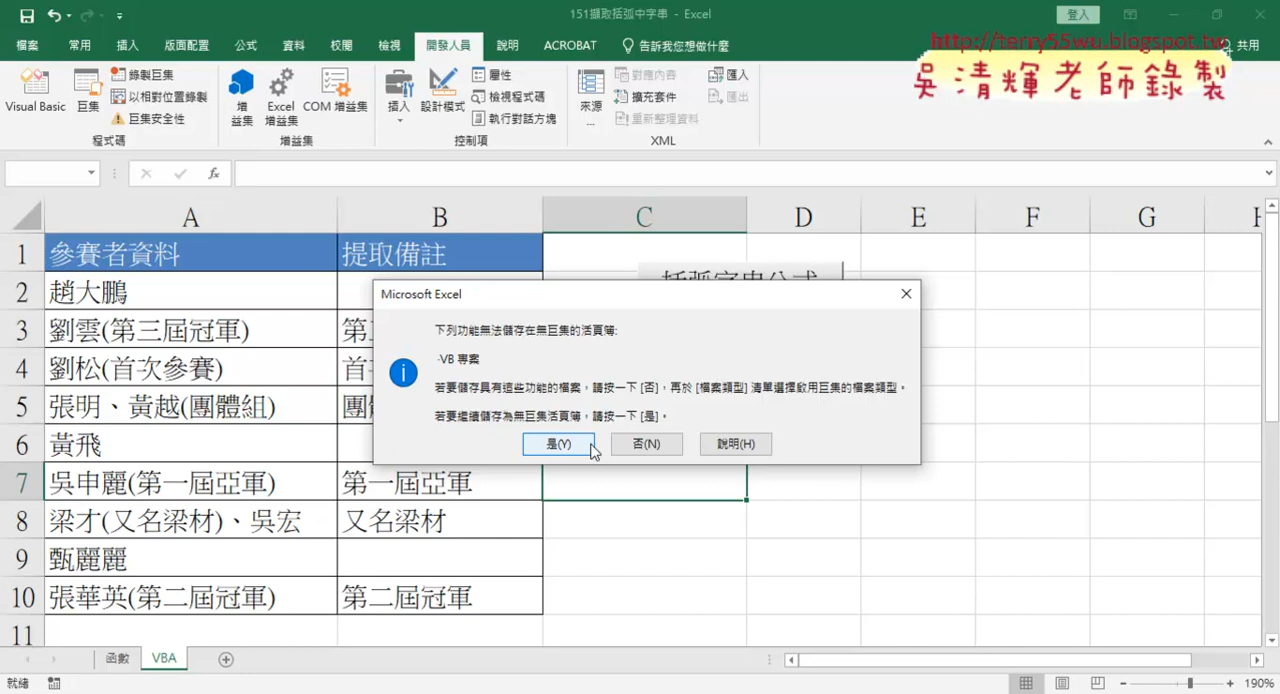 151擷取括弧中字串 - Excel
登入
檔案 常用 插入 版面配置 公式 資料 校閱 檢視 開發人員 說明 ACROBAT 告訴我您想做什麼 共用
http://terry55wu.blogspot.tw
吳清輝老師錄製
Visual Basic
巨集
錄製巨集
以相對位置錄製
巨集安全性
程式碼
增益集
Excel 增益集
COM 增益集
增益集
插入
設計模式
屬性
檢視程式碼
執行對話方塊
控制項
來源
...
對應內容
擴充套件
重新整理資料
匯入
匯出
XML
fx
A B C D E F G
1 參賽者資料 提取備註
括弧字串公式
2 趙大鵬
3 劉雲(第三屆冠軍)
4 劉松(首次參賽)
5 張明、黃越(團體組)
6 黃飛
7 吳申麗(第一屆亞軍) 第一屆亞軍
8 梁才(又名梁材)、吳宏 又名梁材
9 甄麗麗
10 張華英(第二屆冠軍) 第二屆冠軍
11
Microsoft Excel
下列功能無法儲存在無巨集的活頁簿:
‧VB 專案
若要儲存具有這些功能的檔案，請按一下 [否]，再於 [檔案類型] 清單選擇啟用巨集的檔案類型。
若要繼續儲存為無巨集活頁簿，請按一下 [是]。
是(Y) 否(N) 說明(H)
函數 VBA
就緒
190%